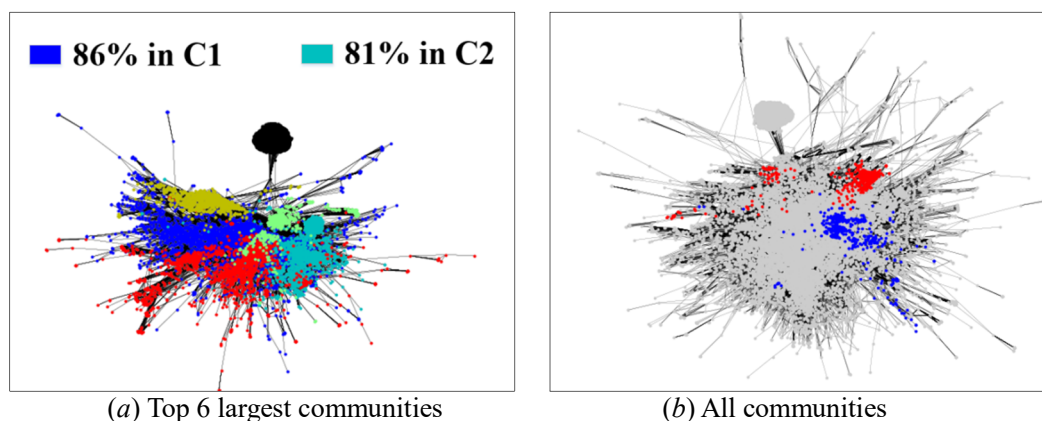 86% in C1
81% in C2
(a) Top 6 largest communities
(b) All communities